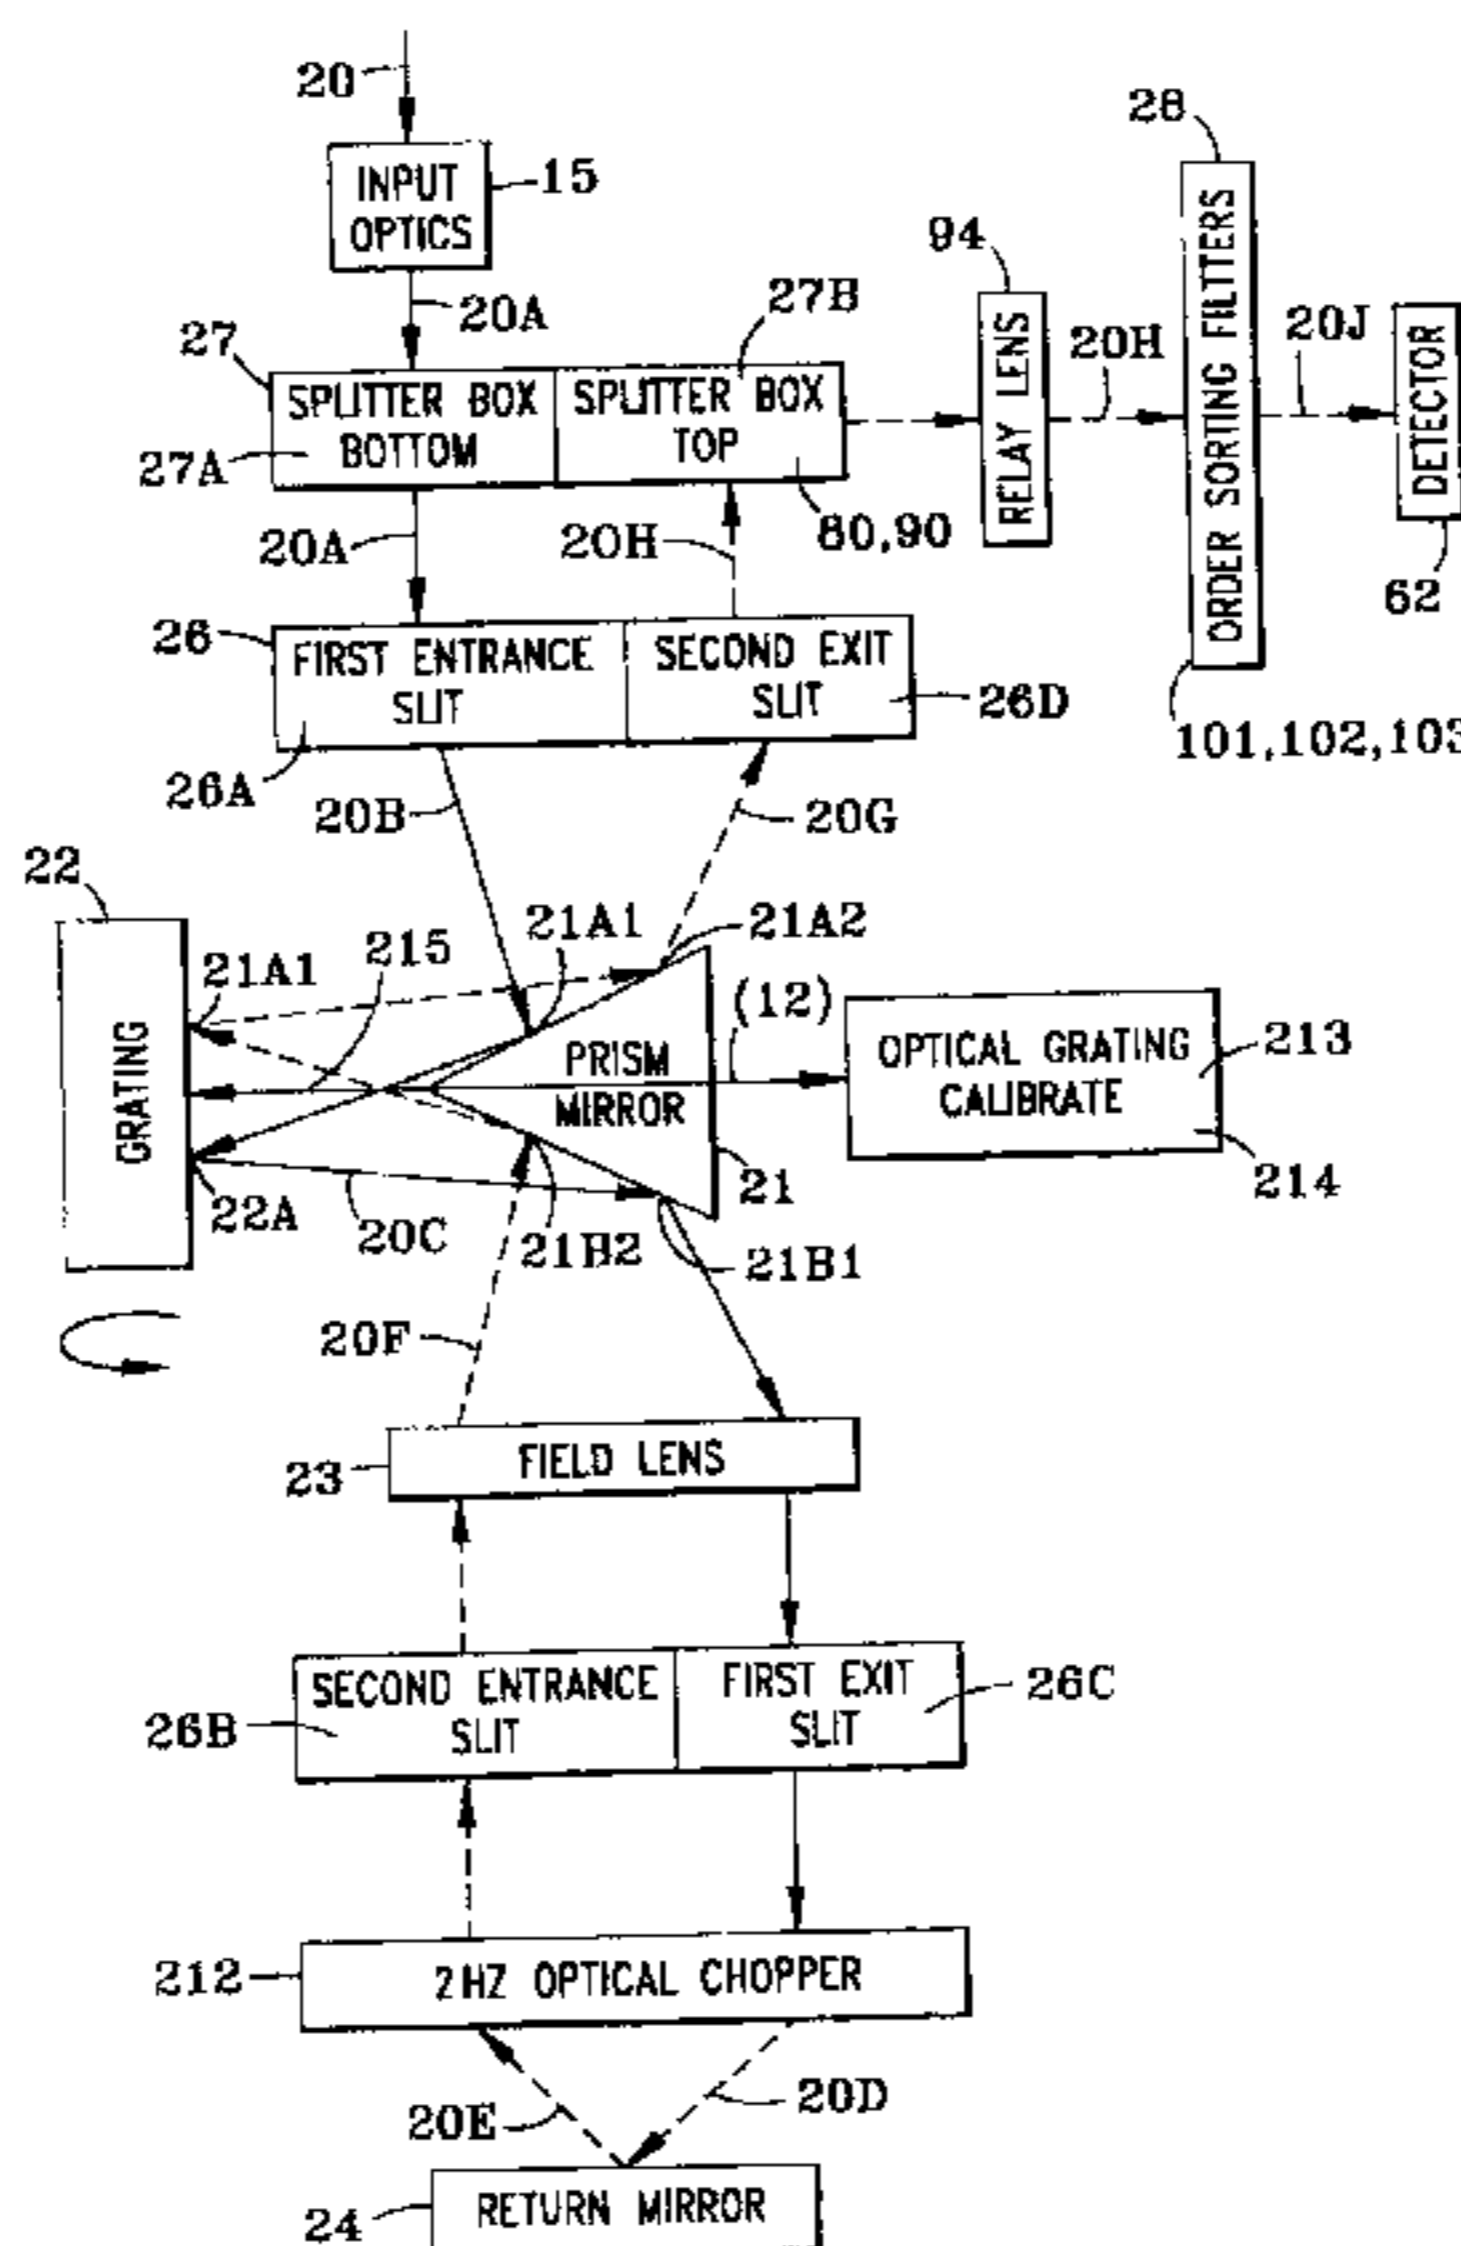 20
INPUT
OPTICS
15
20A
27
27B
SPLITTER BOX
BOTTOM
SPLITTER BOX
TOP
27A
80,90
94
RELAY LENS
20H
28
ORDER SORTING FILTTERS
101,102,103
20J
DETECTOR
62
20A
20H
26
FIRST ENTRANCE
SLIT
SECOND EXIT
SLIT
26D
26A
20B
20G
22
21A1
215
21A1
21A2
GRATING
PRISM
MIRROR
(12)
OPTICAL GRATING
CALIBRATE
213
214
22A
20C
21B2
21
21B1
20F
FIELD LENS
23
SECOND ENTRANCE
SLIT
FIRST EXIT
SLIT
26C
26B
212
2HZ OPTICAL CHOPPER
20E
20D
RETURN MIRROR
24